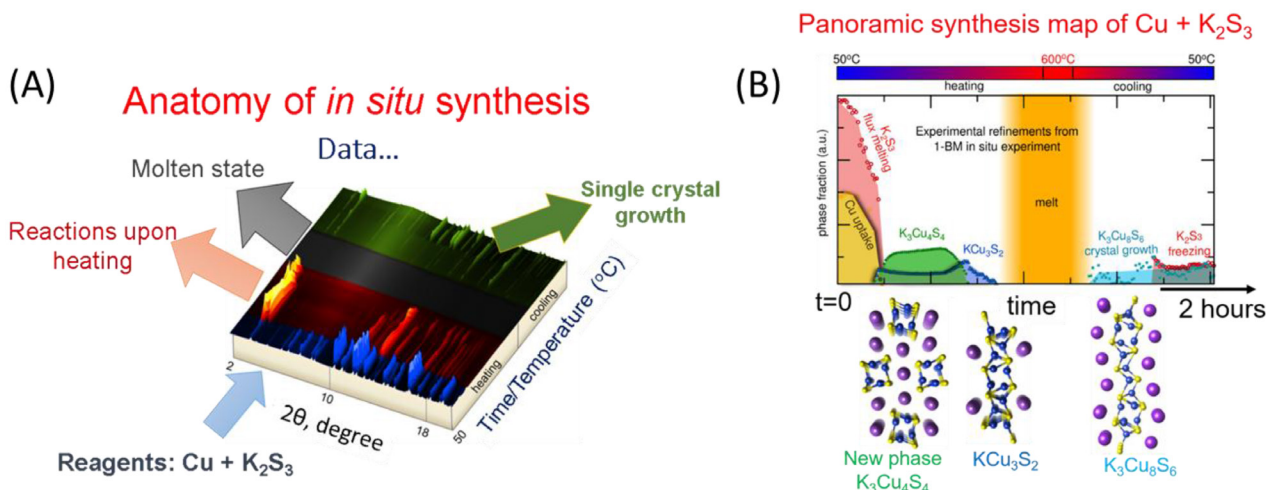 (A)
Anatomy of in situ synthesis
Data...
Molten state
Single crystal
growth
Reactions upon
heating
cooling
heating
Time/Temperature (°C)
2
10
18
50
2θ, degree
Reagents: Cu + K₂S₃
(B)
Panoramic synthesis map of Cu + K₂S₃
50°C
600°C
50°C
heating
cooling
phase fraction (a.u.)
K₂S₃
flux melting
Cu uptake
Experimental refinements from
1-BM in situ experiment
melt
K₃Cu₄S₄
KCu₃S₂
K₃Cu₈S₆
crystal growth
K₂S₃
freezing
t=0
time
2 hours
New phase
K₃Cu₄S₄
KCu₃S₂
K₃Cu₈S₆